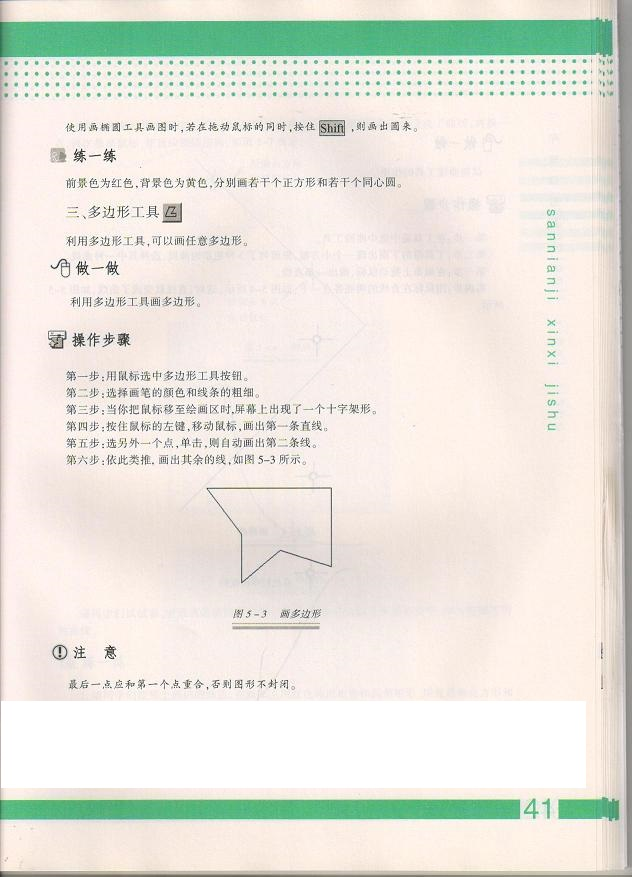 使用画椭圆工具画图时,若在拖动鼠标的同时,按住 Shift ,则画出圆来。
练一练
前景色为红色,背景色为黄色,分别画若干个正方形和若干个同心圆。
三、多边形工具
利用多边形工具,可以画任意多边形。
做一做
利用多边形工具画多边形。
操作步骤
第一步:用鼠标选中多边形工具按钮。
第二步:选择画笔的颜色和线条的粗细。
第三步:当你把鼠标移至绘画区时,屏幕上出现了一个十字架形。
第四步:按住鼠标的左键,移动鼠标,画出第一条直线。
第五步:选另外一个点,单击,则自动画出第二条线。
第六步:依此类推,画出其余的线,如图 5-3 所示。
图 5-3 画多边形
注 意
最后一点应和第一个点重合,否则图形不封闭。
sannianji xinxi jishu
41